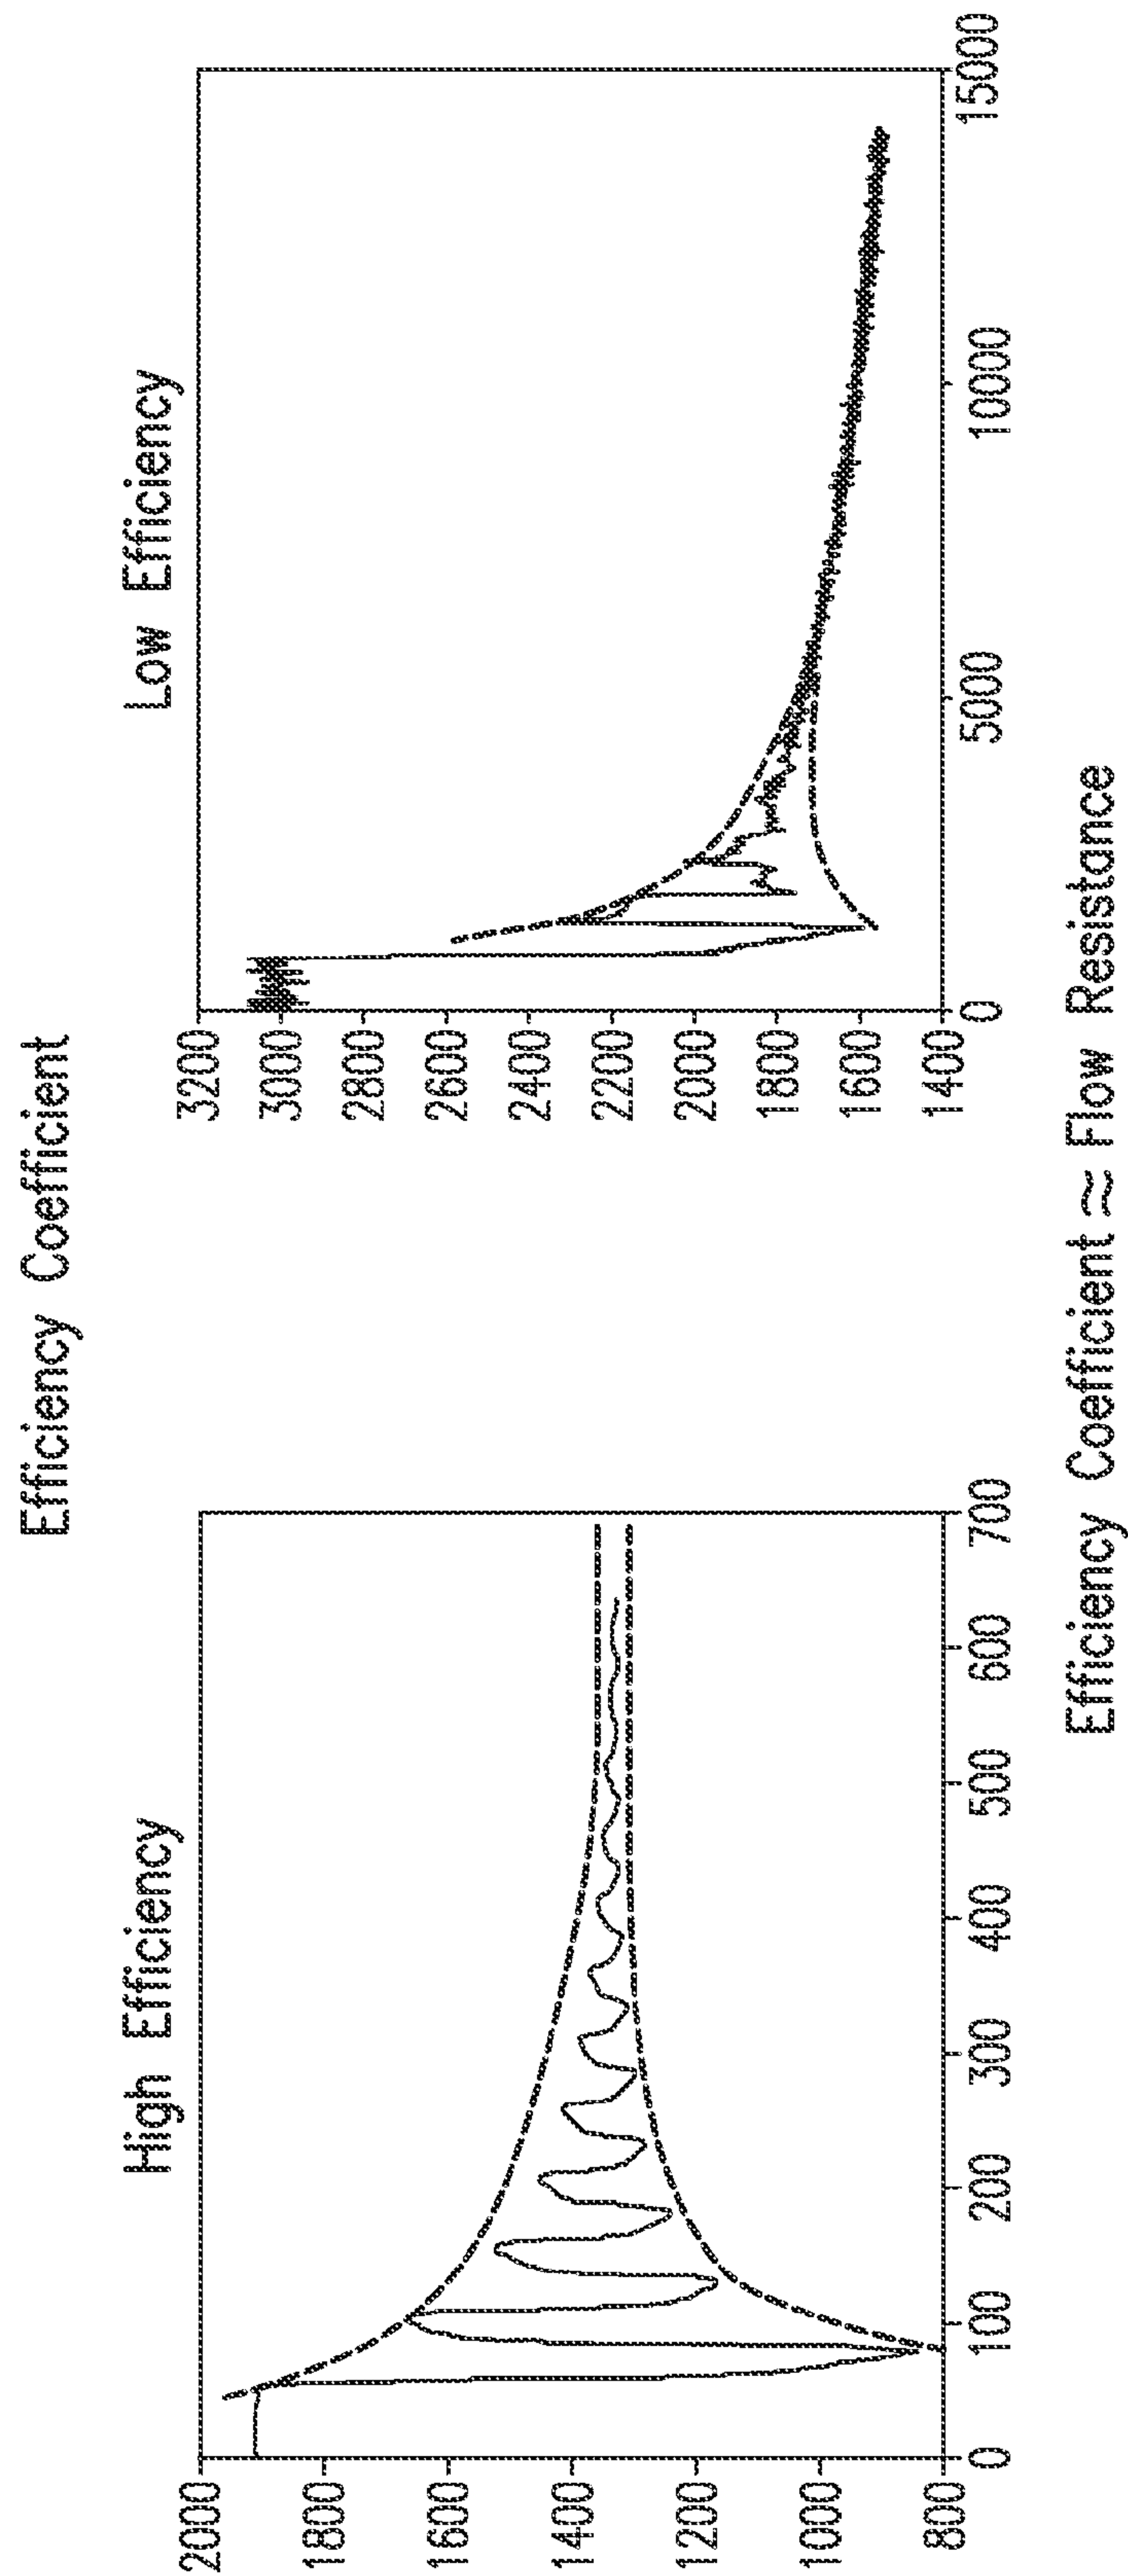 Efficiency Coefficient
High Efficiency
2000
1800
1600
1400
1200
1000
800
0 100 200 300 400 500 600 700
Low Efficiency
3200
3000
2800
2600
2400
2200
2000
1800
1600
1400
0 5000 10000 15000
Efficiency Coefficient ≈ Flow Resistance